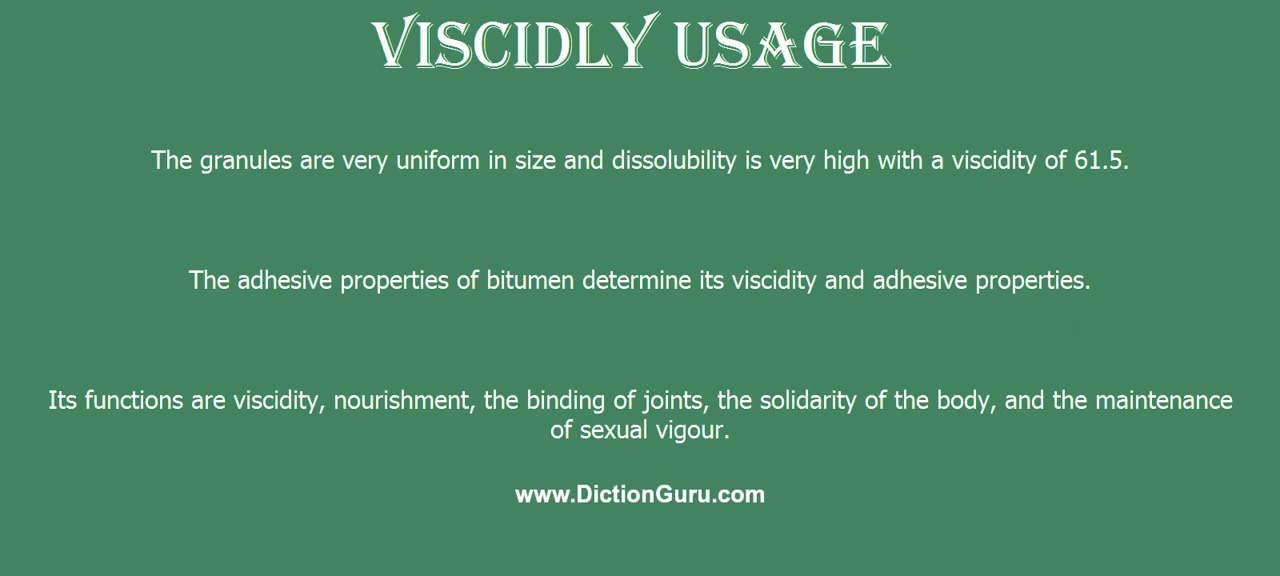 VISCIDLY USAGE
The granules are very uniform in size and dissolubility is very high with a viscidity of 61.5.
The adhesive properties of bitumen determine its viscidity and adhesive properties.
Its functions are viscidity, nourishment, the binding of joints, the solidarity of the body, and the maintenance
of sexual vigour.
www.DictionGuru.com